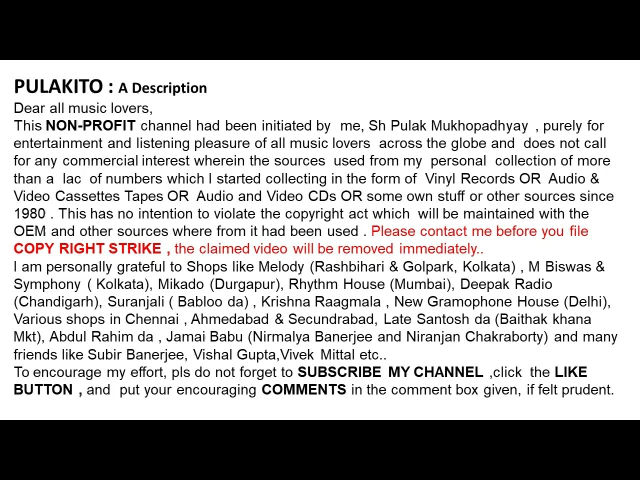 PULAKITO : A Description
Dear all music lovers,
This NON-PROFIT channel had been initiated by me, Sh Pulak Mukhopadhyay , purely for
entertainment and listening pleasure of all music lovers across the globe and does not call
for any commercial interest wherein the sources used from my personal collection of more
than a lac of numbers which I started collecting in the form of Vinyl Records OR Audio &
Video Cassettes Tapes OR Audio and Video CDs OR some own stuff or other sources since
1980 . This has no intention to violate the copyright act which will be maintained with the
OEM and other sources where from it had been used . Please contact me before you file
COPY RIGHT STRIKE , the claimed video will be removed immediately..
I am personally grateful to Shops like Melody (Rashbihari & Golpark, Kolkata) , M Biswas &
Symphony ( Kolkata), Mikado (Durgapur), Rhythm House (Mumbai), Deepak Radio
(Chandigarh), Suranjali ( Babloo da) , Krishna Raagmala , New Gramophone House (Delhi),
Various shops in Chennai , Ahmedabad & Secundrabad, Late Santosh da (Baithak khana
Mkt), Abdul Rahim da , Jamai Babu (Nirmalya Banerjee and Niranjan Chakraborty) and many
friends like Subir Banerjee, Vishal Gupta,Vivek Mittal etc..
To encourage my effort, pls do not forget to SUBSCRIBE MY CHANNEL ,click the LIKE
BUTTON , and put your encouraging COMMENTS in the comment box given, if felt prudent.